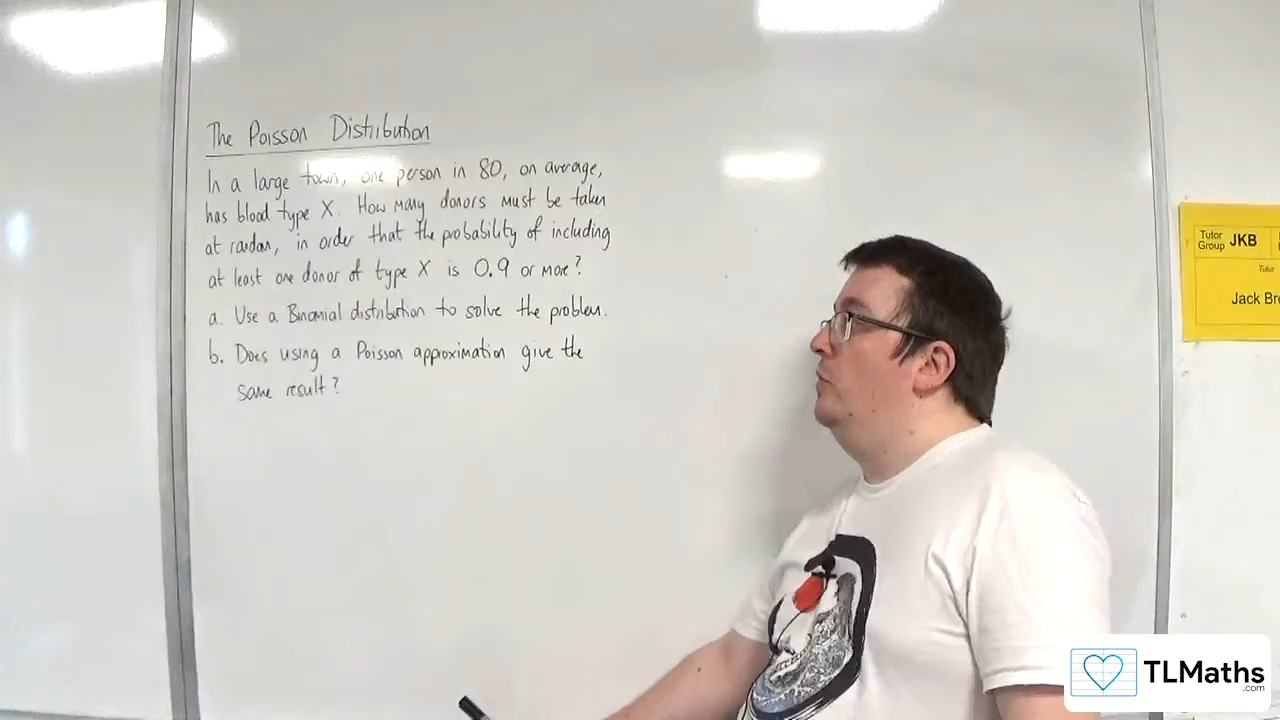 The Poisson Distribution
In a large town, one person in 80, on average,
has blood type X. How many donors must be taken
at random, in order that the probability of including
at least one donor of type X is 0.9 or more?
a. Use a Binomial distribution to solve the problem.
b. Does using a Poisson approximation give the
same result?
Tutor
Group JKB
Tutor
Jack Bre
TLMaths
.com